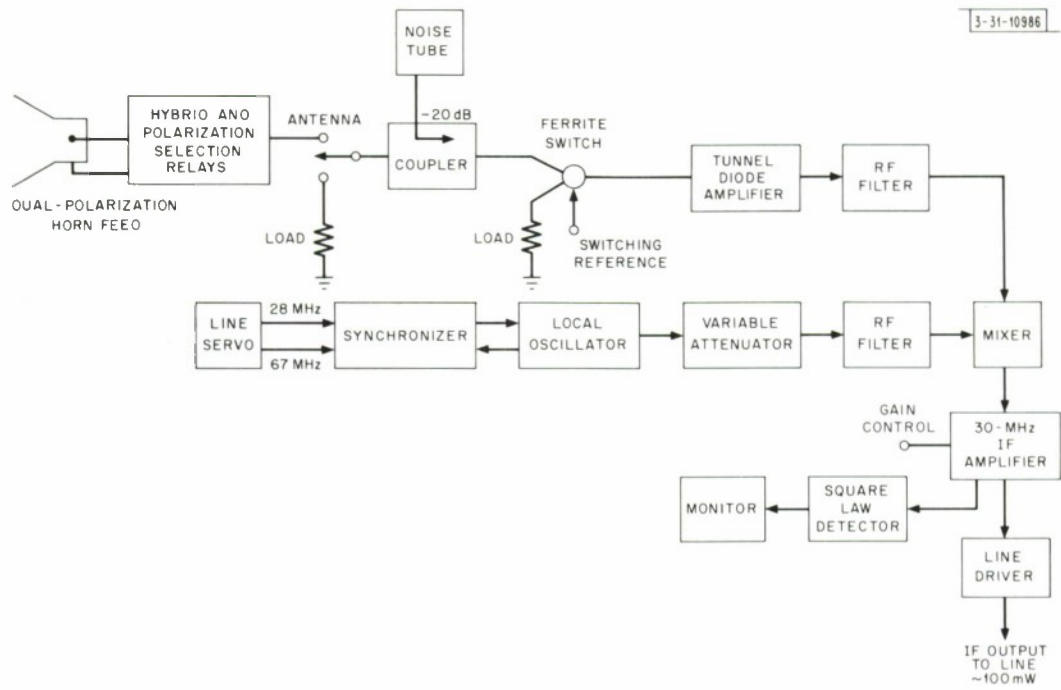 3-31-10986
NOISE
TUBE
-20 dB
HYBRIO ANO
POLARIZATION
SELECTION
RELAYS
ANTENNA
COUPLER
FERRITE
SWITCH
TUNNEL
DIODE
AMPLIFIER
RF
FILTER
OUAL-POLARIZATION
HORN FEEO
LOAD
LOAD
SWITCHING
REFERENCE
LINE
SERVO
28 MHz
67 MHz
SYNCHRONIZER
LOCAL
OSCILLATOR
VARIABLE
ATTENUATOR
RF
FILTER
MIXER
GAIN
CONTROL
30-MHz
IF
AMPLIFIER
MONITOR
SQUARE
LAW
DETECTOR
LINE
DRIVER
IF OUTPUT
TO LINE
~100mW